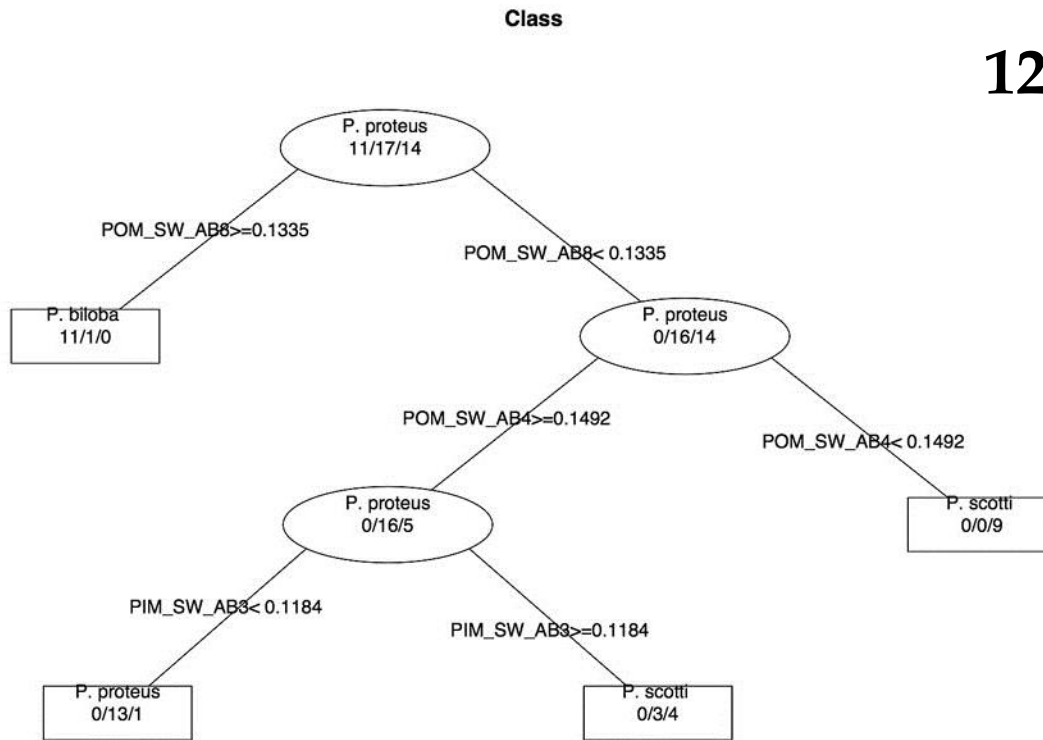 Class
12
P. proteus
11/17/14
POM_SW_AB8>=0.1335
POM_SW_AB8< 0.1335
P. biloba
11/1/0
P. proteus
0/16/14
POM_SW_AB4>=0.1492
POM_SW_AB4< 0.1492
P. proteus
0/16/5
P. scotti
0/0/9
PIM_SW_AB3< 0.1184
PIM_SW_AB3>=0.1184
P. proteus
0/13/1
P. scotti
0/3/4